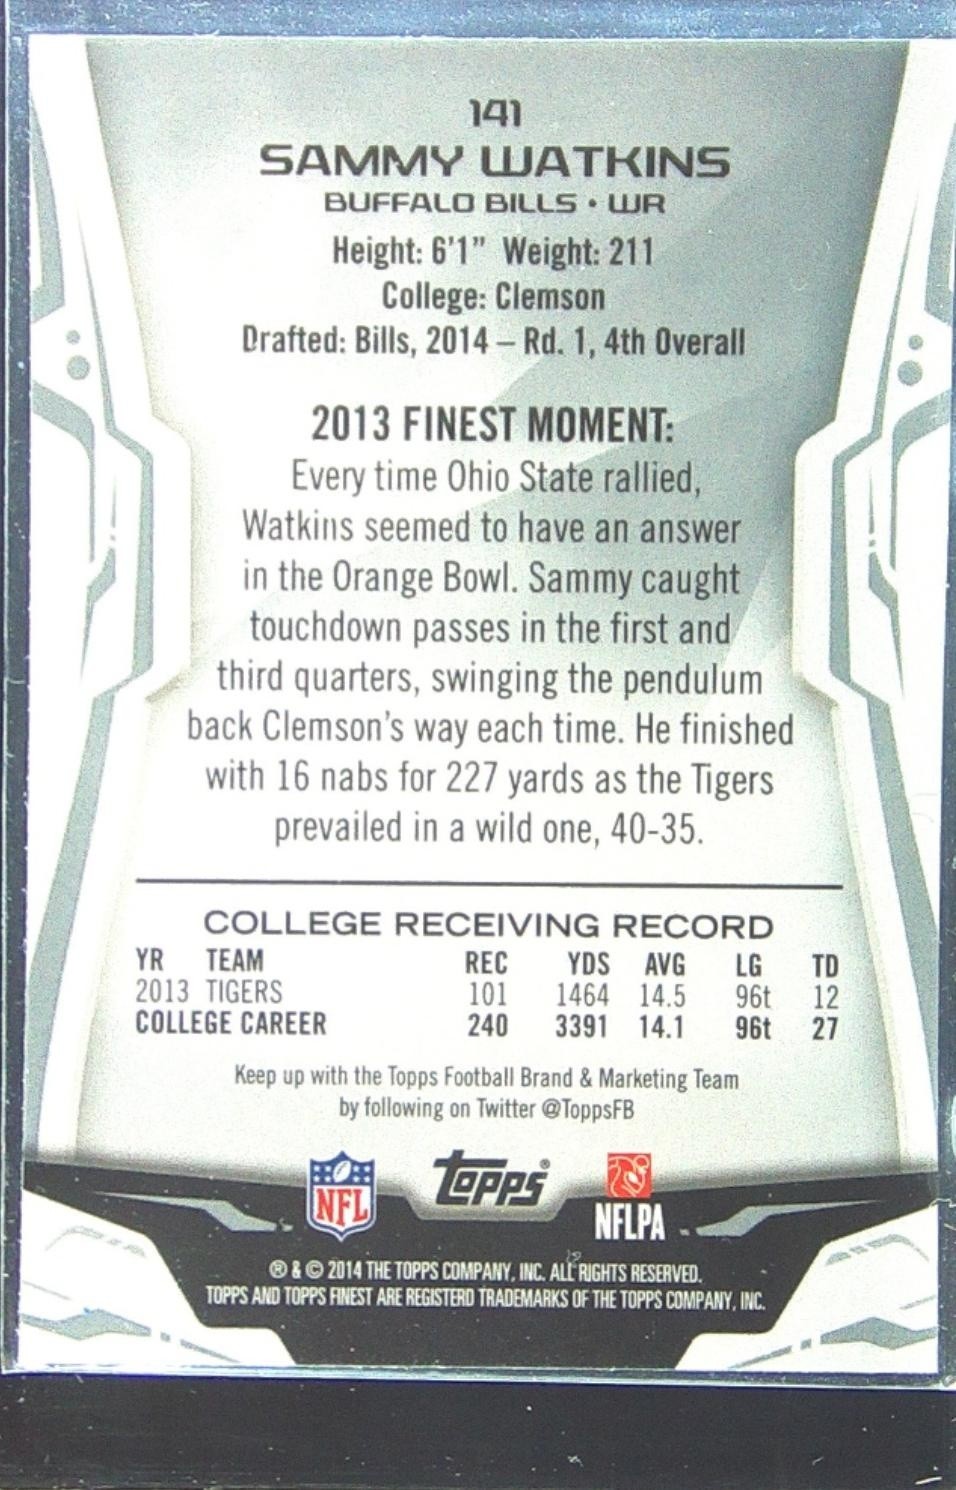 141
SAMMY WATKINS
BUFFALO BILLS • WR
Height: 6'1" Weight: 211
College: Clemson
Drafted: Bills, 2014 – Rd. 1, 4th Overall
2013 FINEST MOMENT:
Every time Ohio State rallied,
Watkins seemed to have an answer
in the Orange Bowl. Sammy caught
touchdown passes in the first and
third quarters, swinging the pendulum
back Clemson's way each time. He finished
with 16 nabs for 227 yards as the Tigers
prevailed in a wild one, 40-35.
COLLEGE RECEIVING RECORD
YR TEAM REC YDS AVG LG TD
2013 TIGERS 101 1464 14.5 96t 12
COLLEGE CAREER 240 3391 14.1 96t 27
Keep up with the Topps Football Brand & Marketing Team
by following on Twitter @ToppsFB
NFL topps® NFLPA
® & © 2014 THE TOPPS COMPANY, INC. ALL RIGHTS RESERVED.
TOPPS AND TOPPS FINEST ARE REGISTERD TRADEMARKS OF THE TOPPS COMPANY, INC.